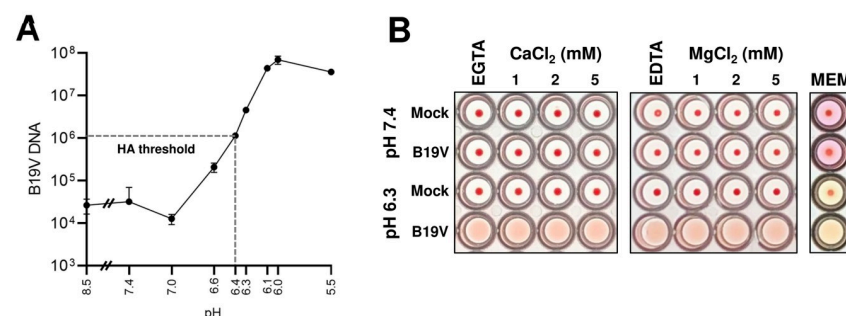 A
B19V DNA
10⁸
10⁷
10⁶
10⁵
10⁴
10³
HA threshold
8.5
7.4
7.0
6.6
6.4
6.3
6.1
6.0
5.5
pH
B
EGTA
CaCl₂ (mM)
1 2 5
EDTA
MgCl₂ (mM)
1 2 5
MEM
pH 7.4
Mock
B19V
pH 6.3
Mock
B19V